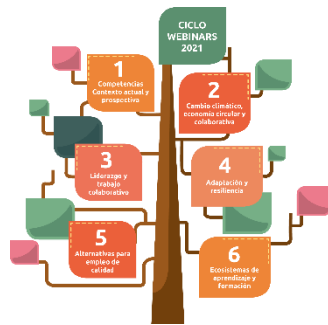 CICLO
WEBINARS
2021
1
Competencias
Contexto actual y
prospectiva
2
Cambio climático,
economía circular y
colaborativa
3
Liderazgo y
trabajo
colaborativo
4
Adaptación y
resiliencia
5
Alternativas para
empleo de
calidad
6
Ecosistemas de
aprendizaje y
formación